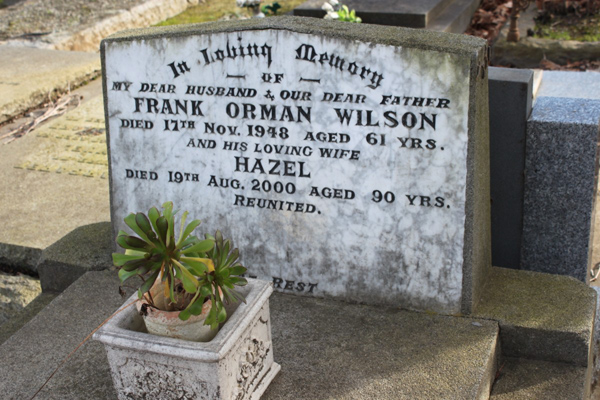 In Loving Memory
— OF —
MY DEAR HUSBAND & OUR DEAR FATHER
FRANK ORMAN WILSON
DIED 17TH NOV. 1948 AGED 61 YRS.
AND HIS LOVING WIFE
HAZEL
DIED 19TH AUG. 2000 AGED 90 YRS.
REUNITED.
REST